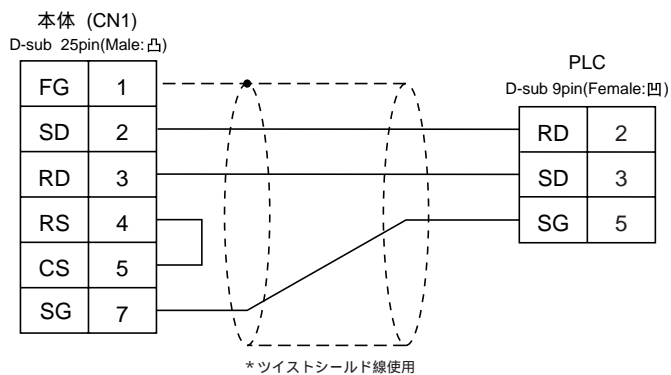 本体 (CN1)
D-sub 25pin(Male:凸)
FG 1
SD 2
RD 3
RS 4
CS 5
SG 7
PLC
D-sub 9pin(Female:凹)
RD 2
SD 3
SG 5
*ツイストシールド線使用